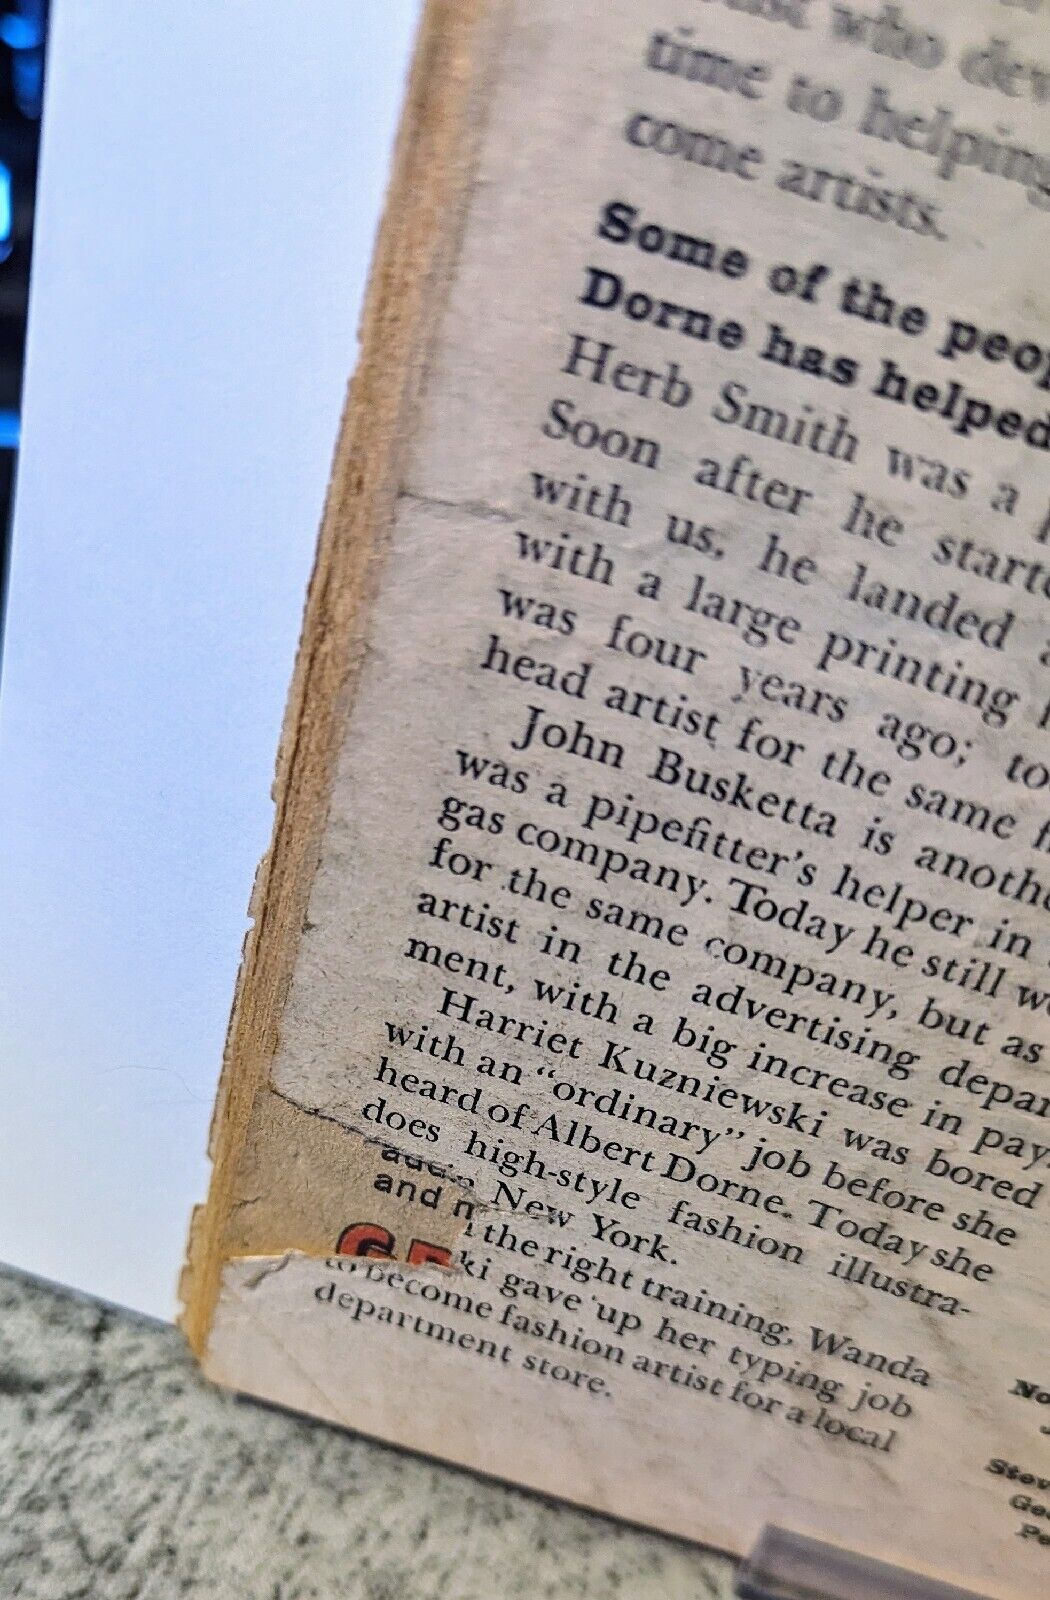 who
time to helping
come artists.
Some of the
Dorne has helped
Herb Smith was a
Soon after he
with us, he landed
with a large printing
was four years ago;
head artist for the same
John Busketta is
was a pipefitter's helper in
gas company. Today he still
for the same company, but as
artist in the advertising
ment, with a big increase in pay.
Harriet Kuzniewski was bored
with an "ordinary" job before she
heard of Albert Dorne. Today she
does high-style fashion illustra-
New York.
and
the right training, Wanda
ki gave up her typing job
to become fashion artist for a local
department store.